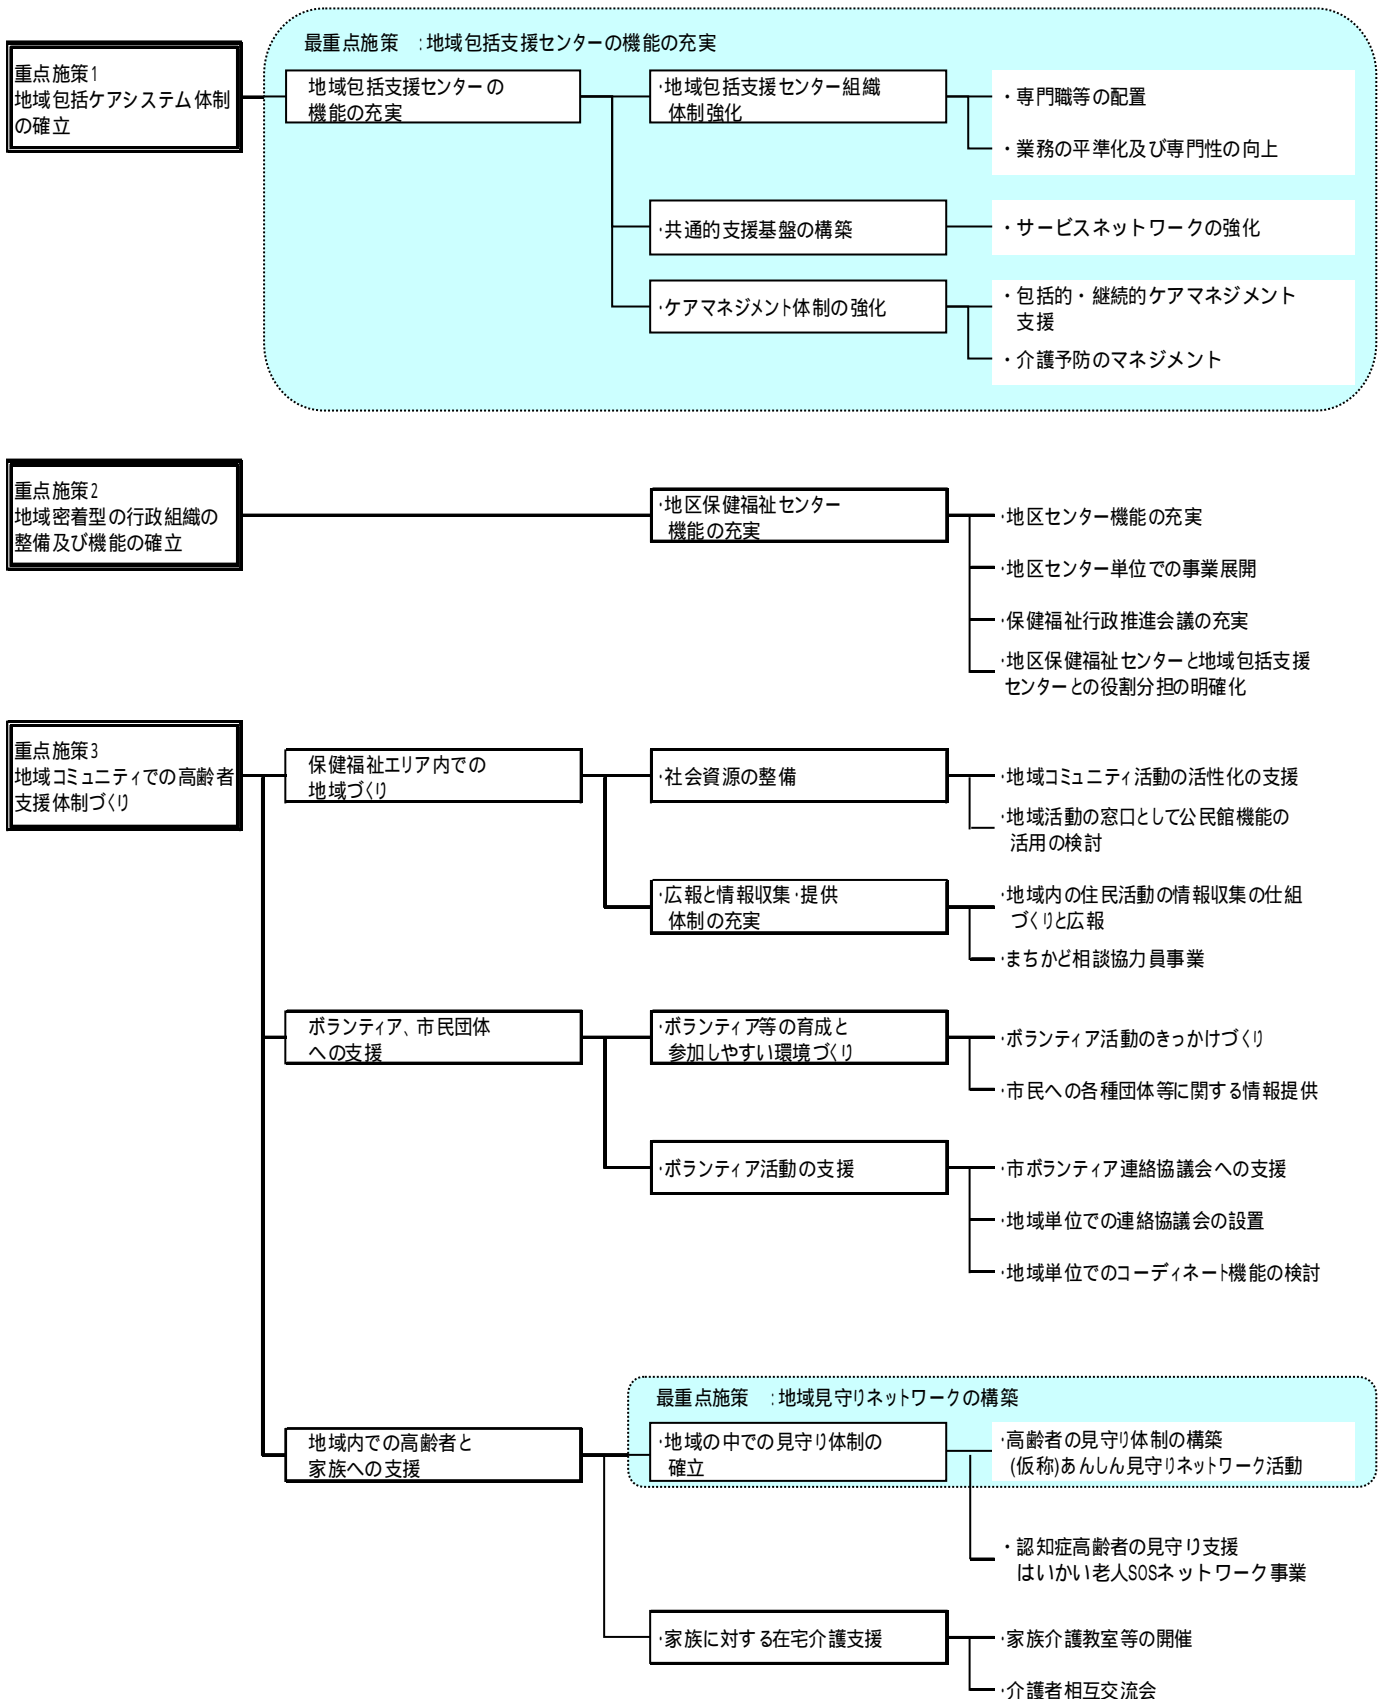 最重点施策　:地域包括支援センターの機能の充実
重点施策1
地域包括ケアシステム体制
の確立
地域包括支援センターの
機能の充実
・地域包括支援センター組織
体制強化
・専門職等の配置
・業務の平準化及び専門性の向上
・共通的支援基盤の構築
・サービスネットワークの強化
・ケアマネジメント体制の強化
・包括的・継続的ケアマネジメント
支援
・介護予防のマネジメント
重点施策2
地域密着型の行政組織の
整備及び機能の確立
・地区保健福祉センター
機能の充実
・地区センター機能の充実
・地区センター単位での事業展開
・保健福祉行政推進会議の充実
・地区保健福祉センターと地域包括支援
センターとの役割分担の明確化
重点施策3
地域コミュニティでの高齢者
支援体制づくり
保健福祉エリア内での
地域づくり
・社会資源の整備
・地域コミュニティ活動の活性化の支援
・地域活動の窓口として公民館機能の
活用の検討
・広報と情報収集・提供
体制の充実
・地域内の住民活動の情報収集の仕組
づくりと広報
・まちかど相談協力員事業
ボランティア、市民団体
への支援
・ボランティア等の育成と
参加しやすい環境づくり
・ボランティア活動のきっかけづくり
・市民への各種団体等に関する情報提供
・ボランティア活動の支援
・市ボランティア連絡協議会への支援
・地域単位での連絡協議会の設置
・地域単位でのコーディネート機能の検討
最重点施策　:地域見守りネットワークの構築
地域内での高齢者と
家族への支援
・地域の中での見守り体制の
確立
・高齢者の見守り体制の構築
(仮称)あんしん見守りネットワーク活動
・認知症高齢者の見守り支援
はいかい老人SOSネットワーク事業
・家族に対する在宅介護支援
・家族介護教室等の開催
・介護者相互交流会